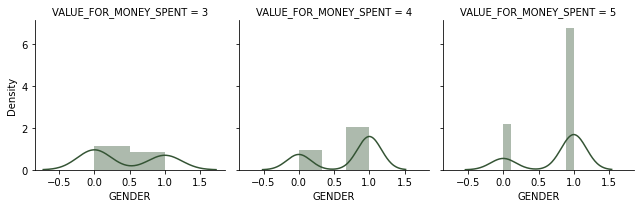 VALUE_FOR_MONEY_SPENT = 3
VALUE_FOR_MONEY_SPENT = 4
VALUE_FOR_MONEY_SPENT = 5
Density
6
4
2
0
−0.5 0.0 0.5 1.0 1.5
−0.5 0.0 0.5 1.0 1.5
−0.5 0.0 0.5 1.0 1.5
GENDER
GENDER
GENDER